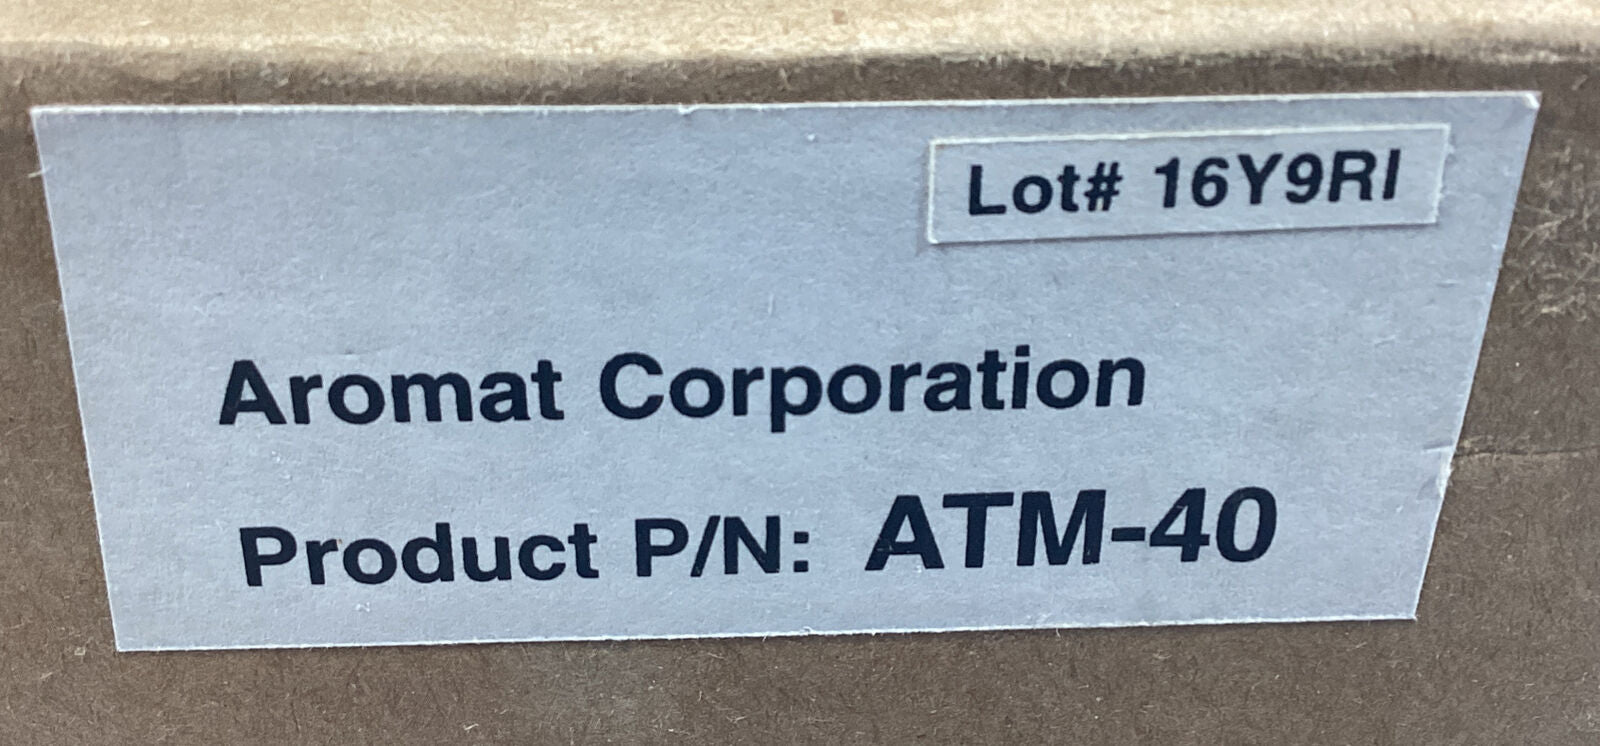 Lot# 16Y9RI
Aromat Corporation
Product P/N: ATM-40